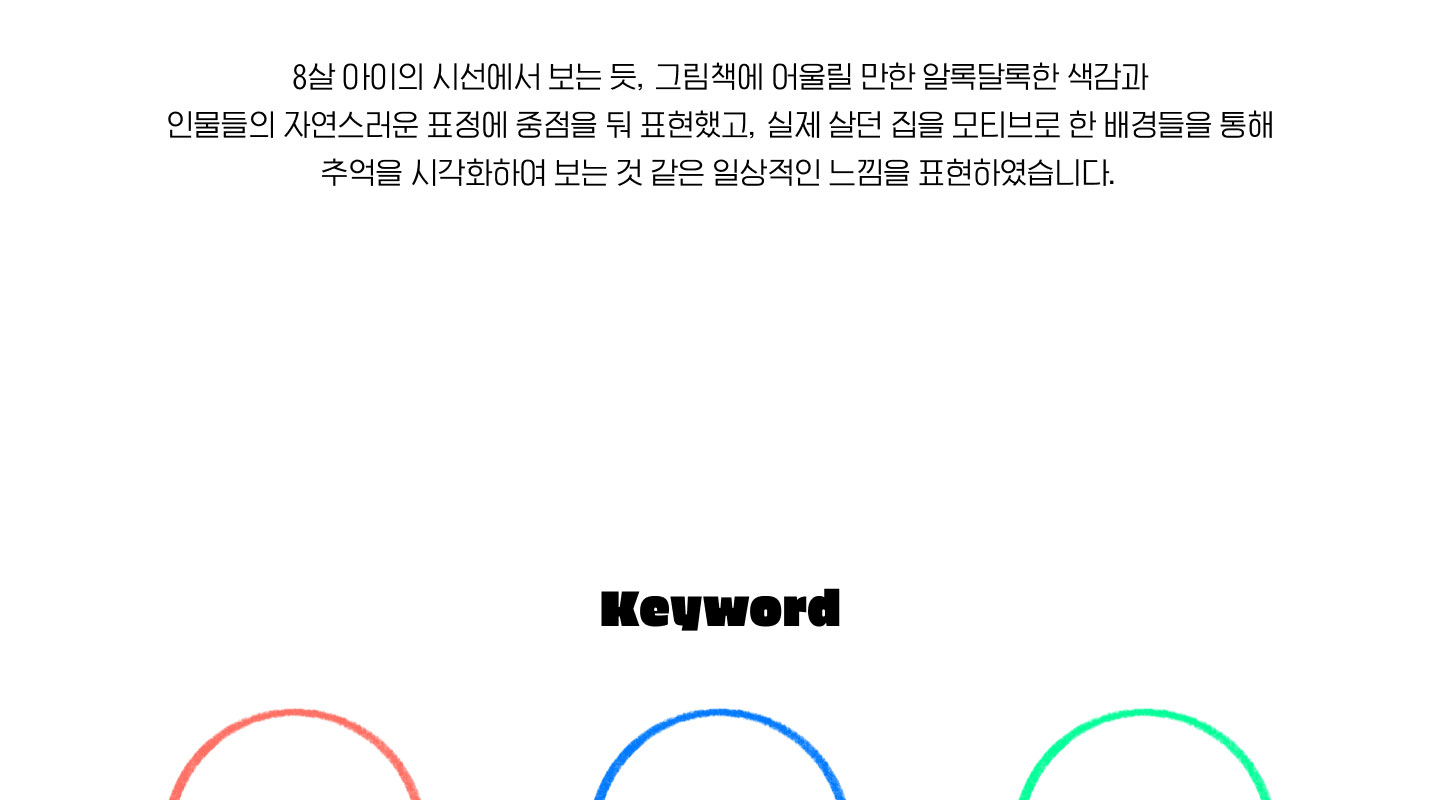 8살 아이의 시선에서 보는 듯, 그림책에 어울릴 만한 알록달록한 색감과
인물들의 자연스러운 표정에 중점을 둬 표현했고, 실제 살던 집을 모티브로 한 배경들을 통해
추억을 시각화하여 보는 것 같은 일상적인 느낌을 표현하였습니다.
Keyword